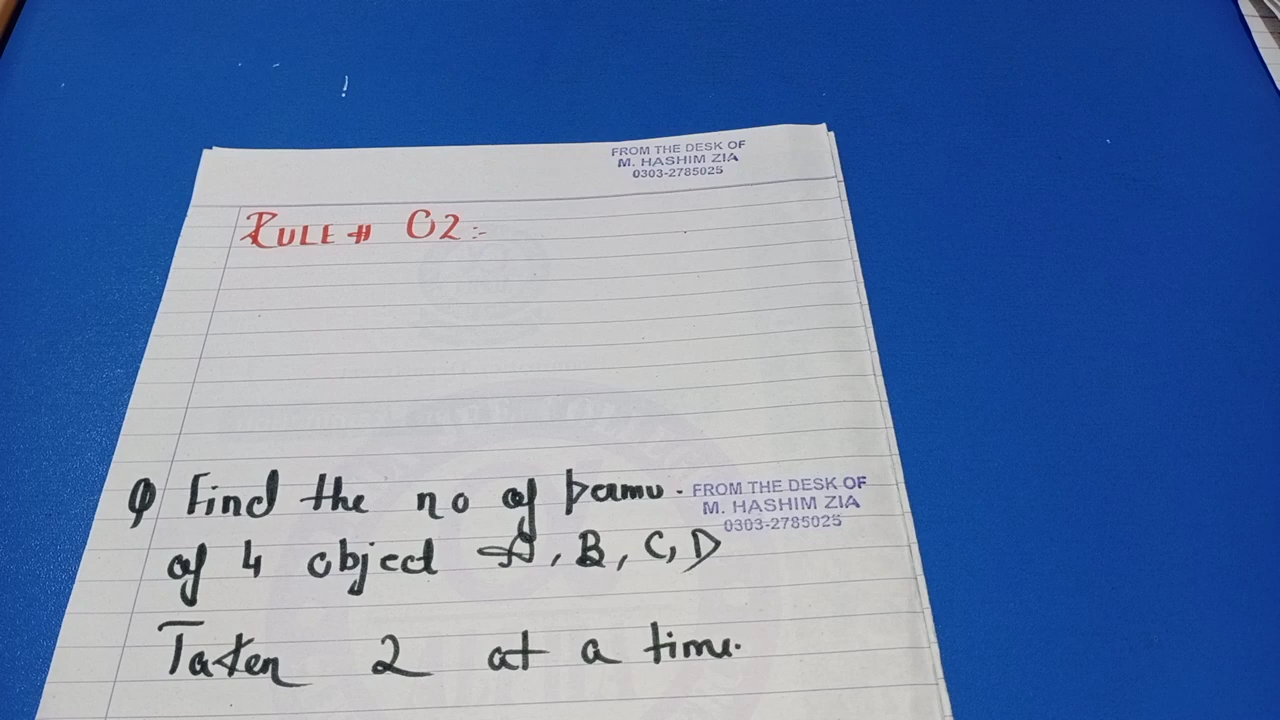 FROM THE DESK OF
M. HASHIM ZIA
0303-2785025
RULE # 02:-
Q Find the no of permu.
of 4 object A, B, C, D
Taken 2 at a time.
FROM THE DESK OF
M. HASHIM ZIA
0303-2785025